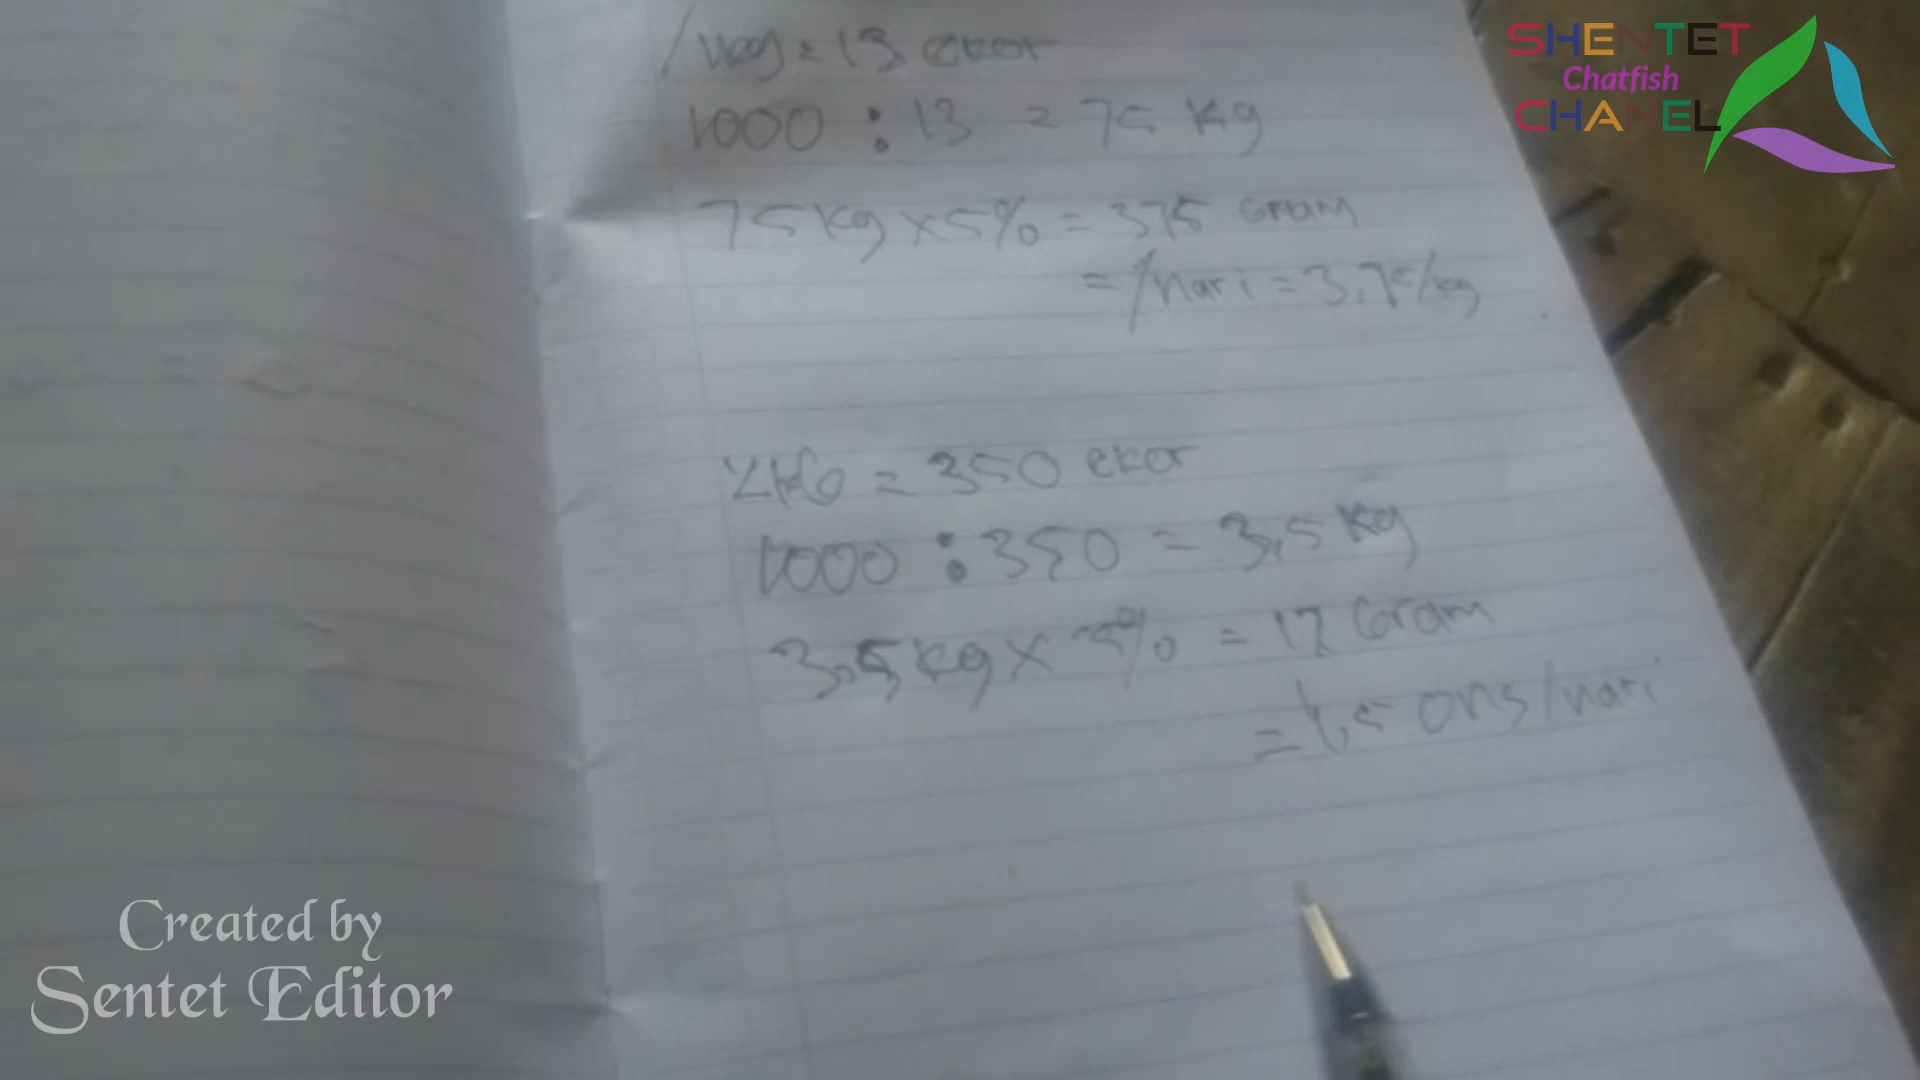 /1kg = 13 ekor
1000 : 13 = 75 kg
75 kg x 5% = 375 Gram
= /hari = 3,75/kg
1 KG = 350 ekor
1000 : 350 = 3,5 kg
3,5 kg x 5% = 17 Gram
= 1,5 ons/hari
SHENTET
Chatfish
CHANEL
Created by
Sentet Editor